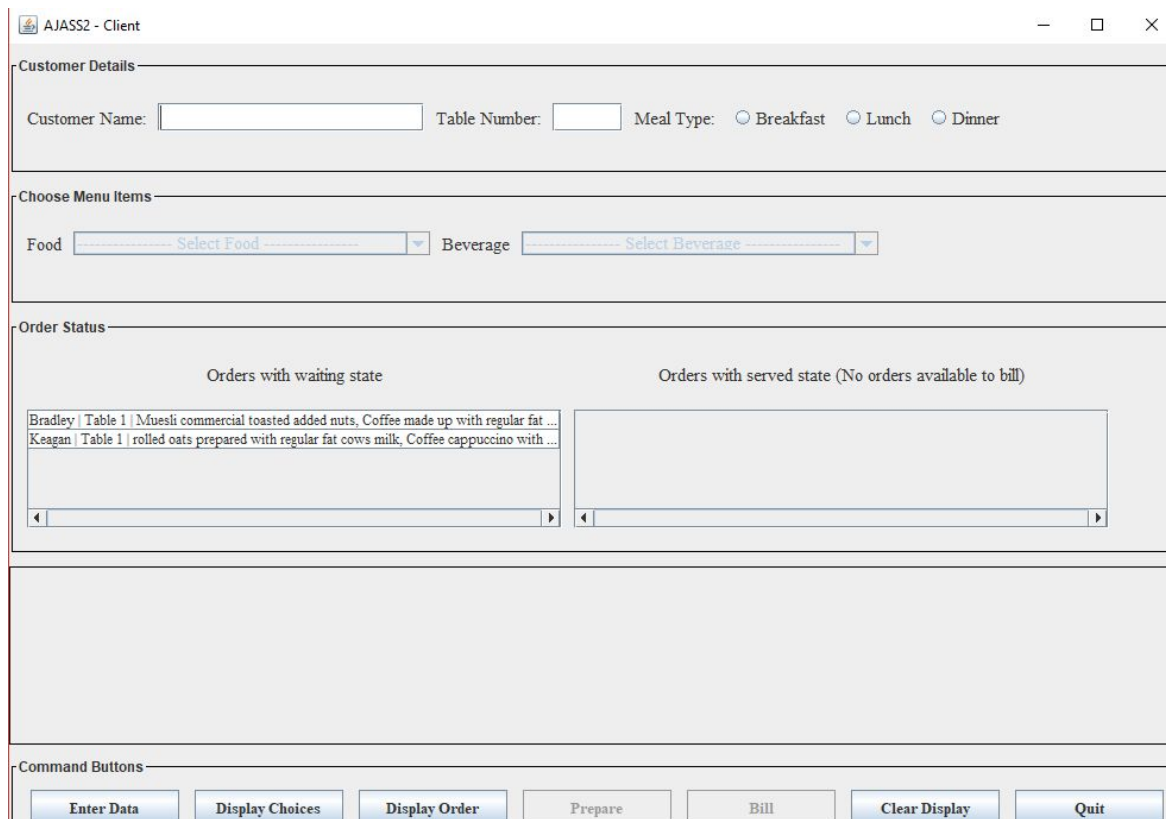 AJASS2 - Client
Customer Details
Customer Name: Table Number: Meal Type: Breakfast Lunch Dinner
Choose Menu Items
Food ---------------- Select Food ---------------- Beverage ---------------- Select Beverage ----------------
Order Status
Orders with waiting state Orders with served state (No orders available to bill)
Bradley | Table 1 | Muesli commercial toasted added nuts, Coffee made up with regular fat ...
Keagan | Table 1 | rolled oats prepared with regular fat cows milk, Coffee cappuccino with ...
Command Buttons
Enter Data Display Choices Display Order Prepare Bill Clear Display Quit